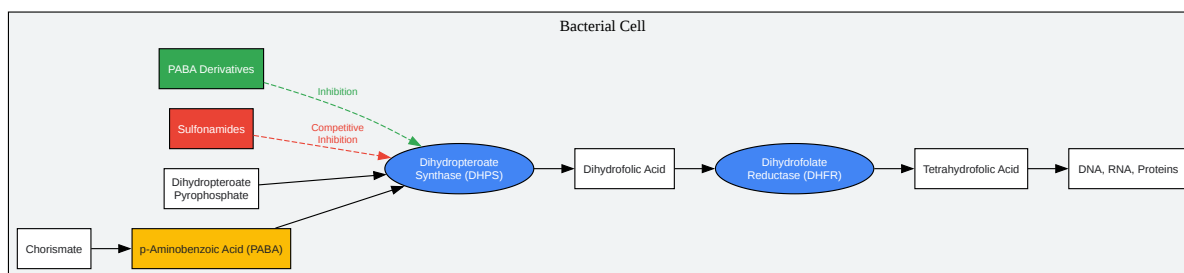 Bacterial Cell
PABA Derivatives
Inhibition
Sulfonamides
Competitive
Inhibition
Dihydropteroate
Synthase (DHPS)
Dihydrofolic Acid
Dihydrofolate
Reductase (DHFR)
Tetrahydrofolic Acid
DNA, RNA, Proteins
Dihydropteroate
Pyrophosphate
Chorismate
p-Aminobenzoic Acid (PABA)